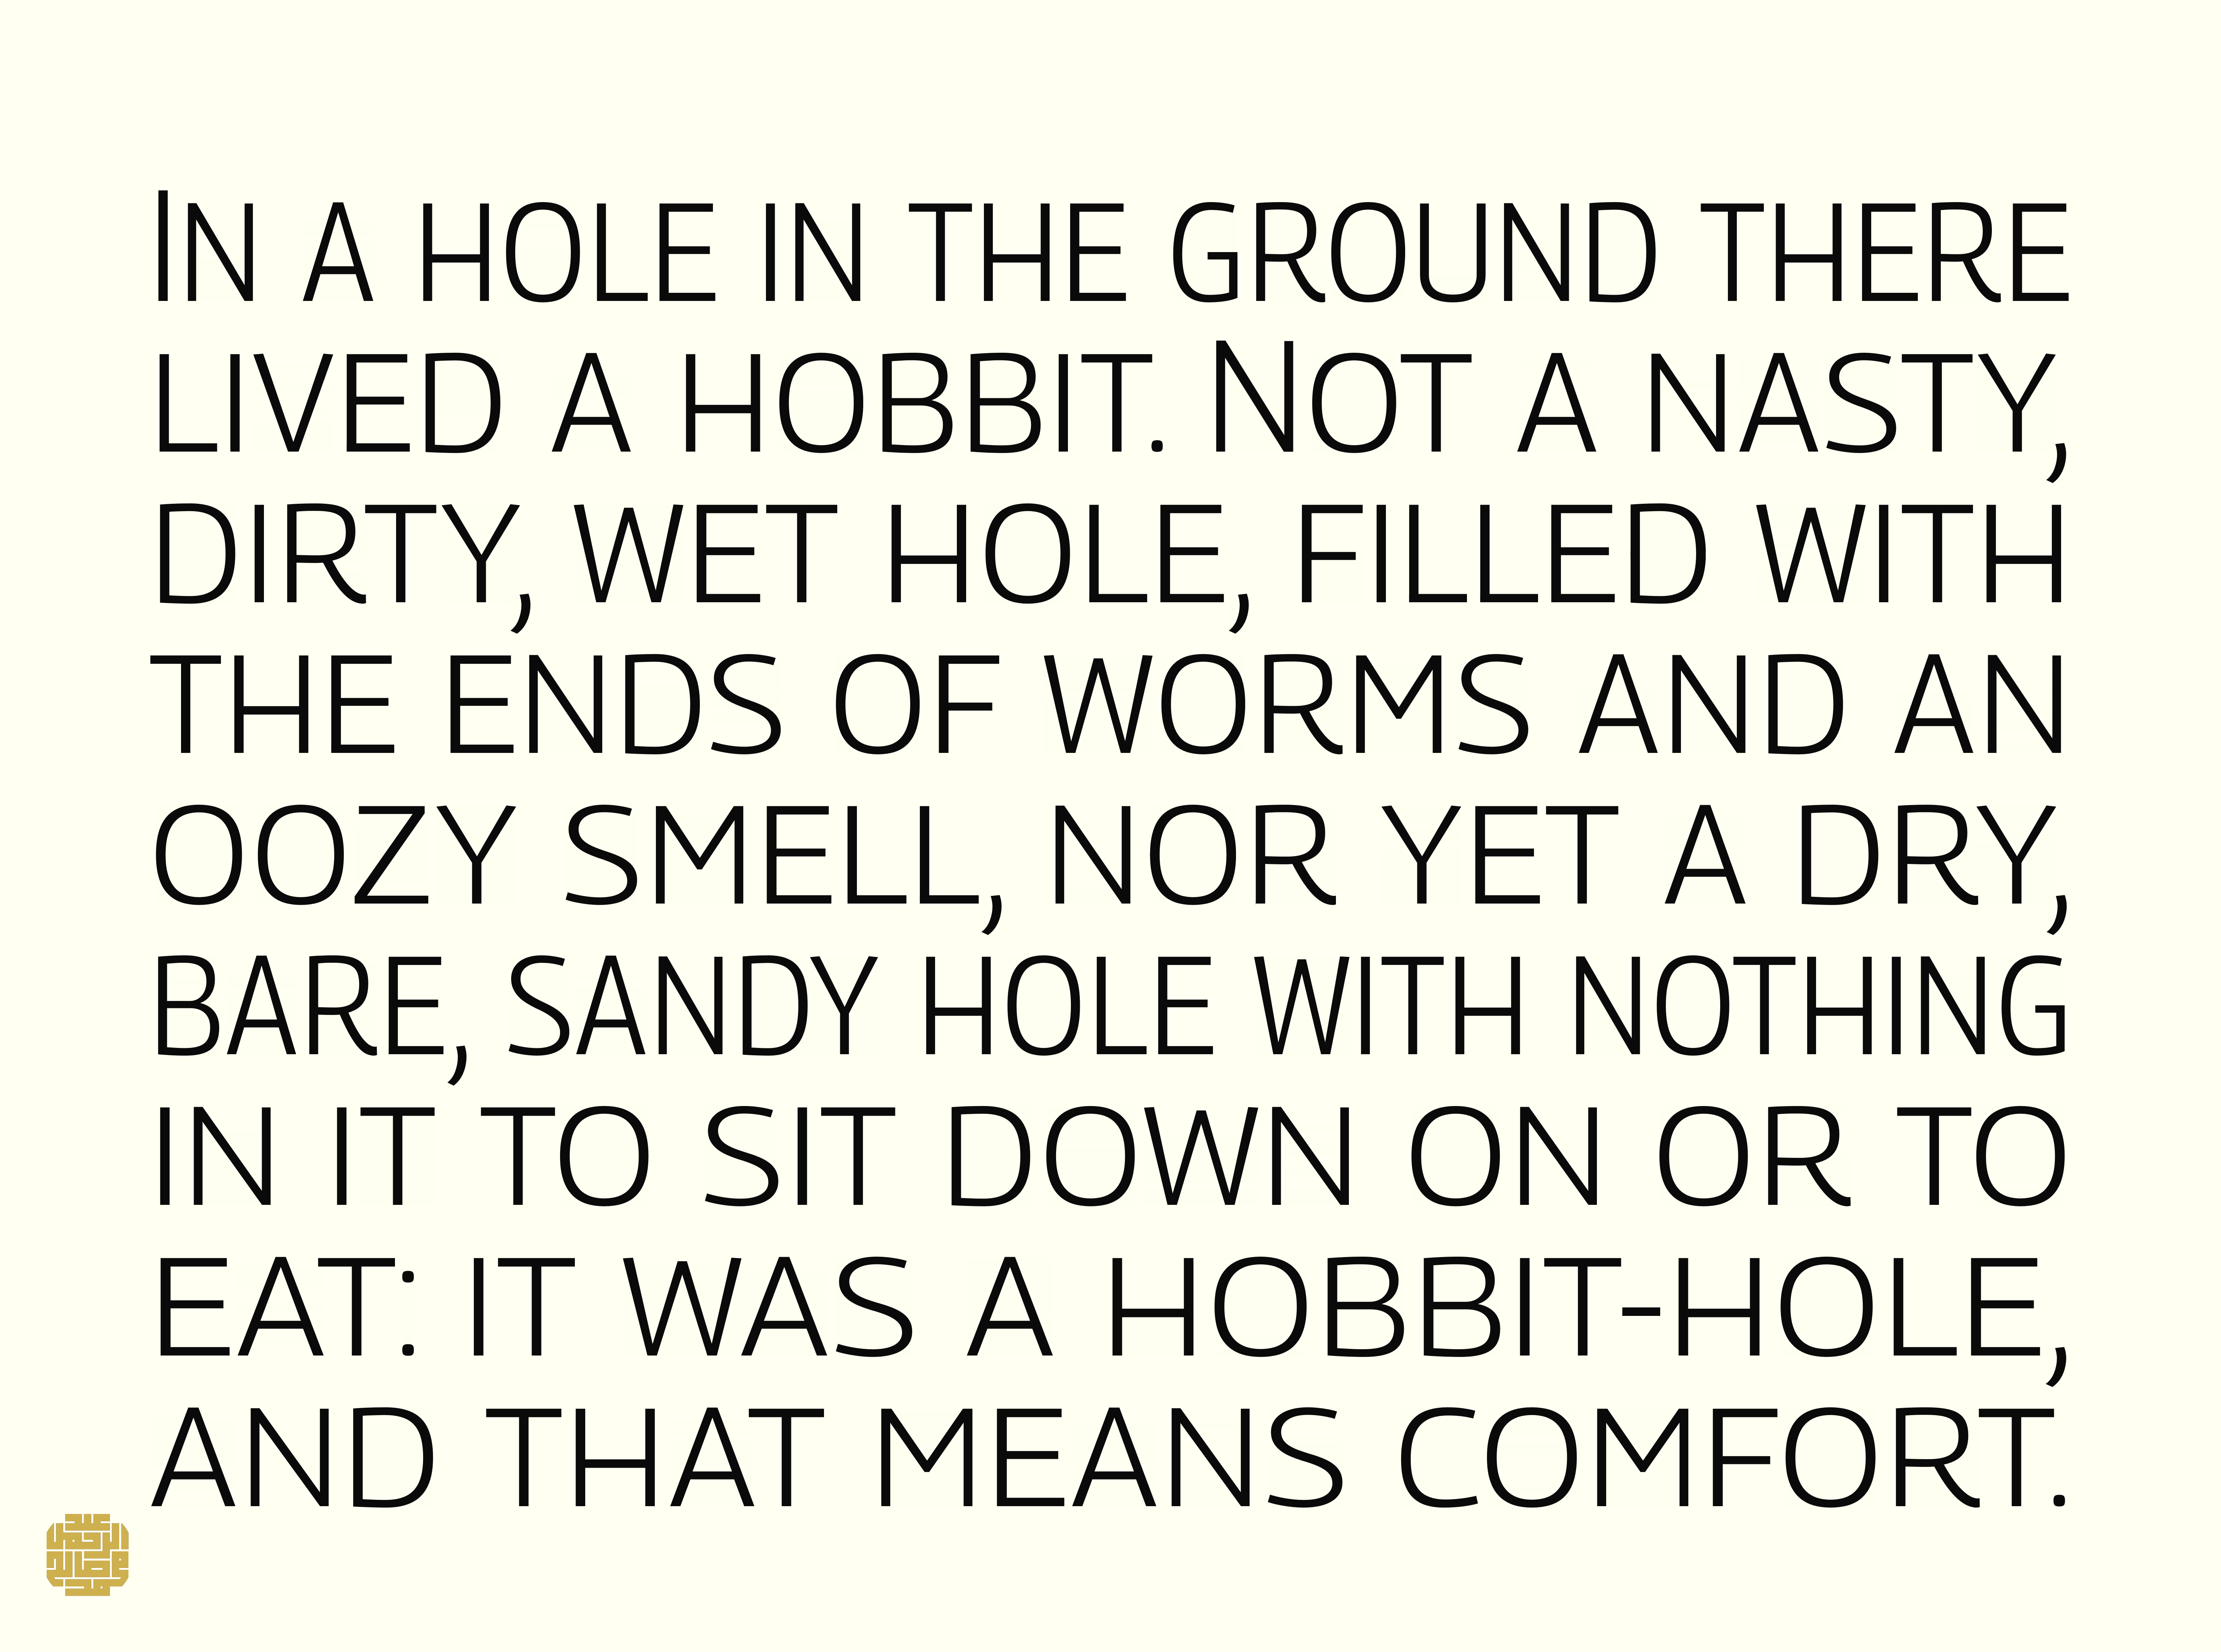 In a hole in the ground there
lived a hobbit. Not a nasty,
dirty, wet hole, filled with
the ends of worms and an
oozy smell, nor yet a dry,
bare, sandy hole with nothing
in it to sit down on or to
eat: it was a hobbit-hole,
and that means comfort.